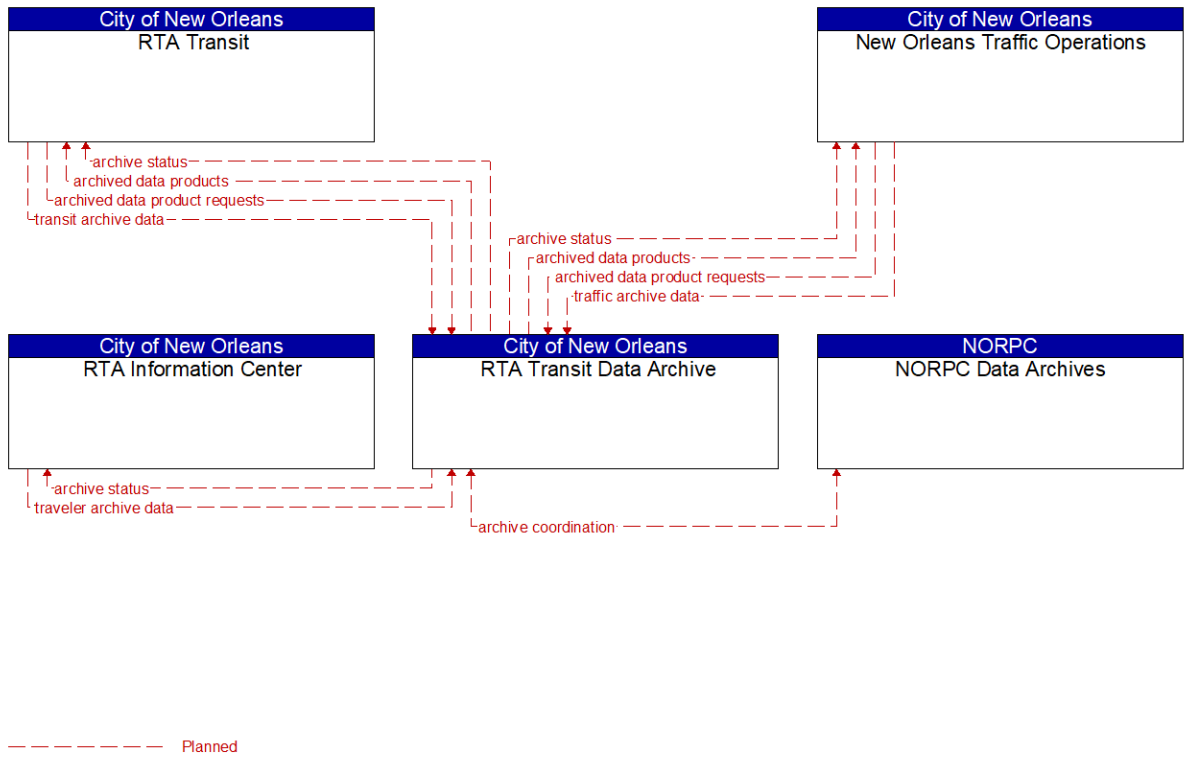 City of New Orleans
RTA Transit
City of New Orleans
New Orleans Traffic Operations
archive status
archived data products
archived data product requests
transit archive data
archive status
archived data products
archived data product requests
traffic archive data
City of New Orleans
RTA Information Center
City of New Orleans
RTA Transit Data Archive
NORPC
NORPC Data Archives
archive status
traveler archive data
archive coordination
Planned